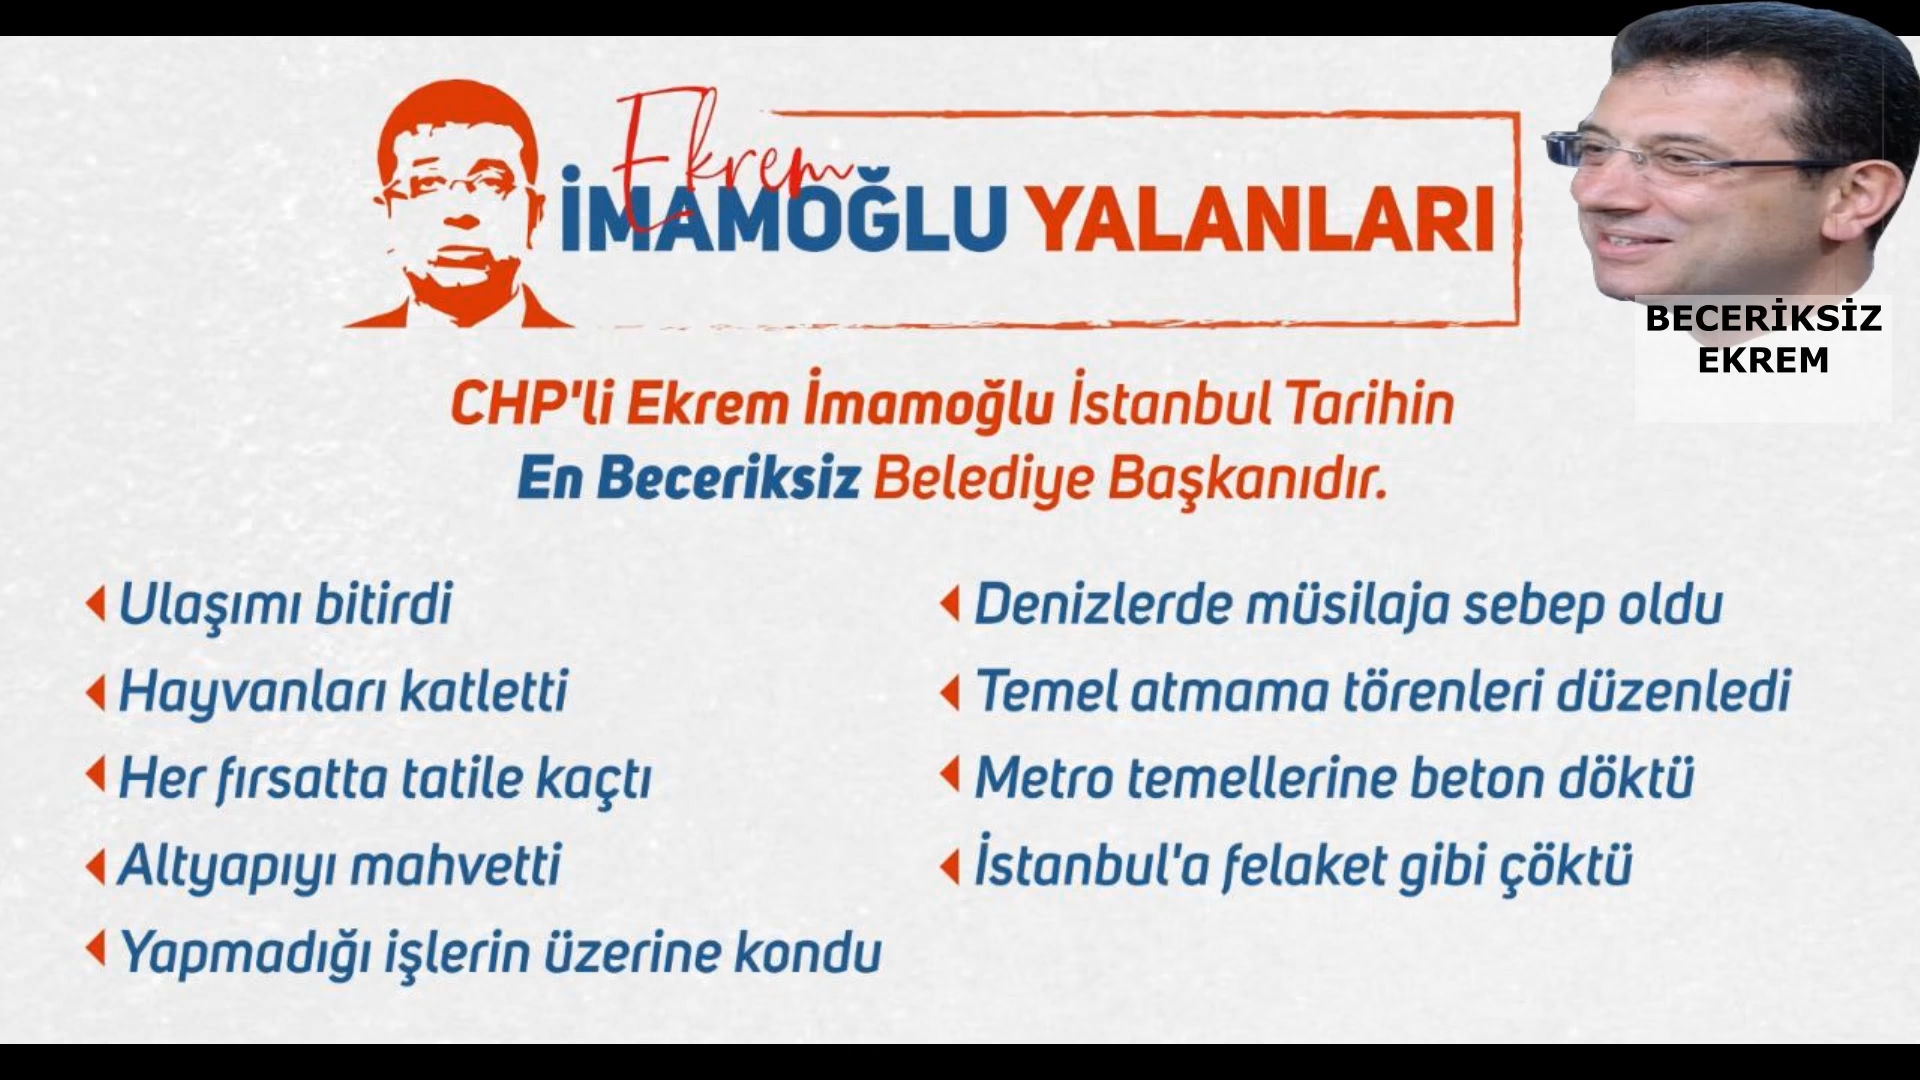 Ekrem
İMAMOĞLU YALANLARI
BECERİKSİZ
EKREM
CHP'li Ekrem İmamoğlu İstanbul Tarihin
En Beceriksiz Belediye Başkanıdır.
Ulaşımı bitirdi
Hayvanları katletti
Her fırsatta tatile kaçtı
Altyapıyı mahvetti
Yapmadığı işlerin üzerine kondu
Denizlerde müsilaja sebep oldu
Temel atmama törenleri düzenledi
Metro temellerine beton döktü
İstanbul'a felaket gibi çöktü